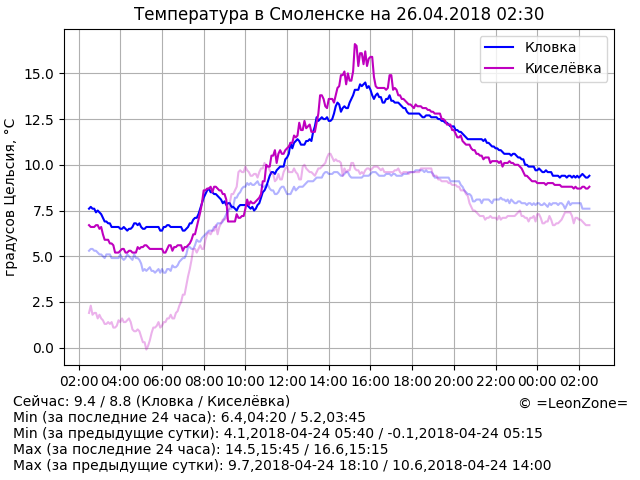 Температура в Смоленске на 26.04.2018 02:30
градусов Цельсия, °C
15.0
12.5
10.0
7.5
5.0
2.5
0.0
Кловка
Киселёвка
02:00 04:00 06:00 08:00 10:00 12:00 14:00 16:00 18:00 20:00 22:00 00:00 02:00
Сейчас: 9.4 / 8.8 (Кловка / Киселёвка)
© =LeonZone=
Min (за последние 24 часа): 6.4,04:20 / 5.2,03:45
Min (за предыдущие сутки): 4.1,2018-04-24 05:40 / -0.1,2018-04-24 05:15
Max (за последние 24 часа): 14.5,15:45 / 16.6,15:15
Max (за предыдущие сутки): 9.7,2018-04-24 18:10 / 10.6,2018-04-24 14:00